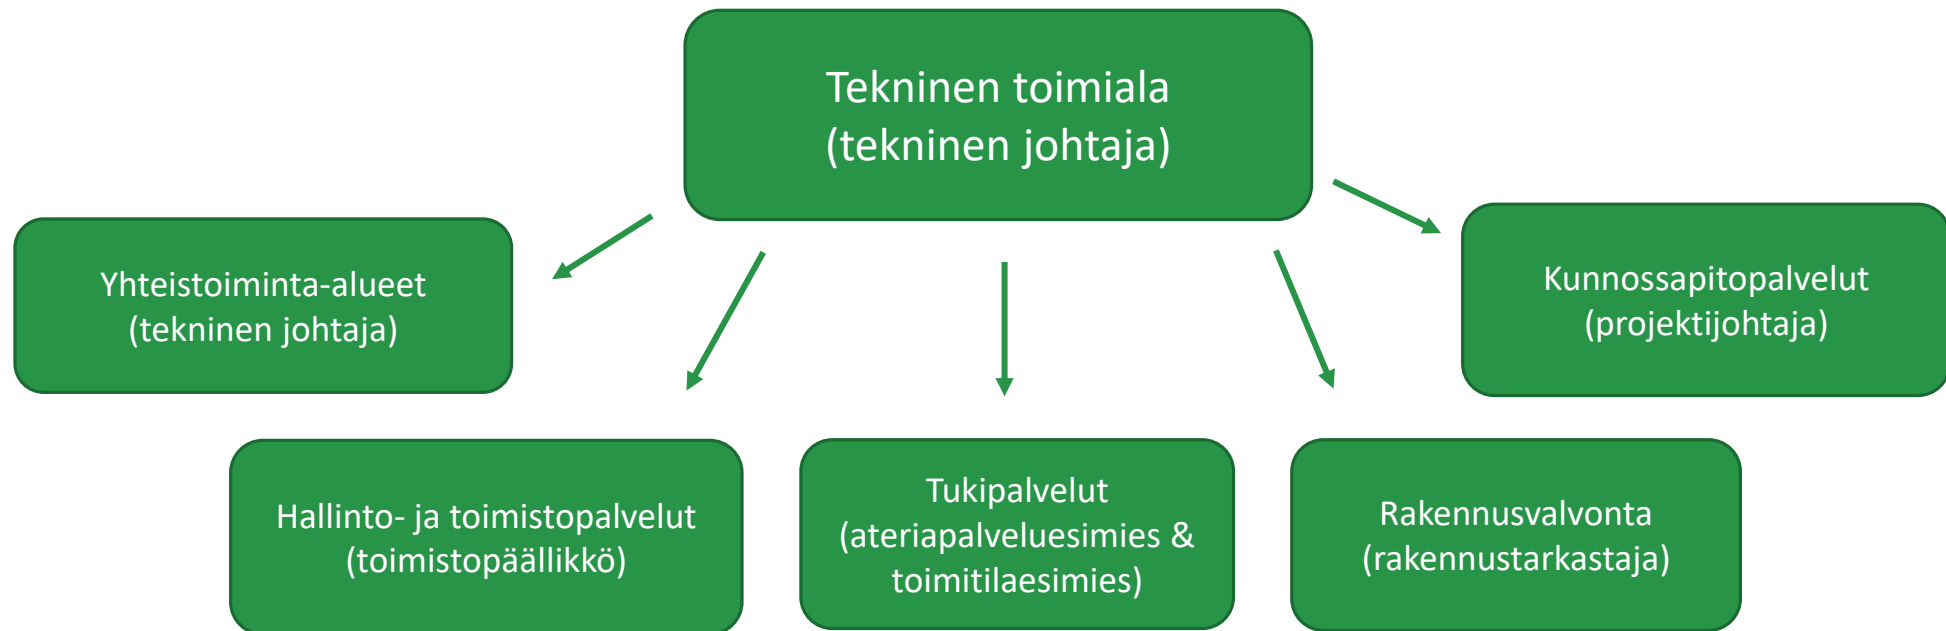 Tekninen toimiala
(tekninen johtaja)
Yhteistoiminta-alueet
(tekninen johtaja)
Kunnossapitopalvelut
(projektijohtaja)
Hallinto- ja toimistopalvelut
(toimistopäällikkö)
Tukipalvelut
(ateriapalveluesimies &
toimitilaesimies)
Rakennusvalvonta
(rakennustarkastaja)